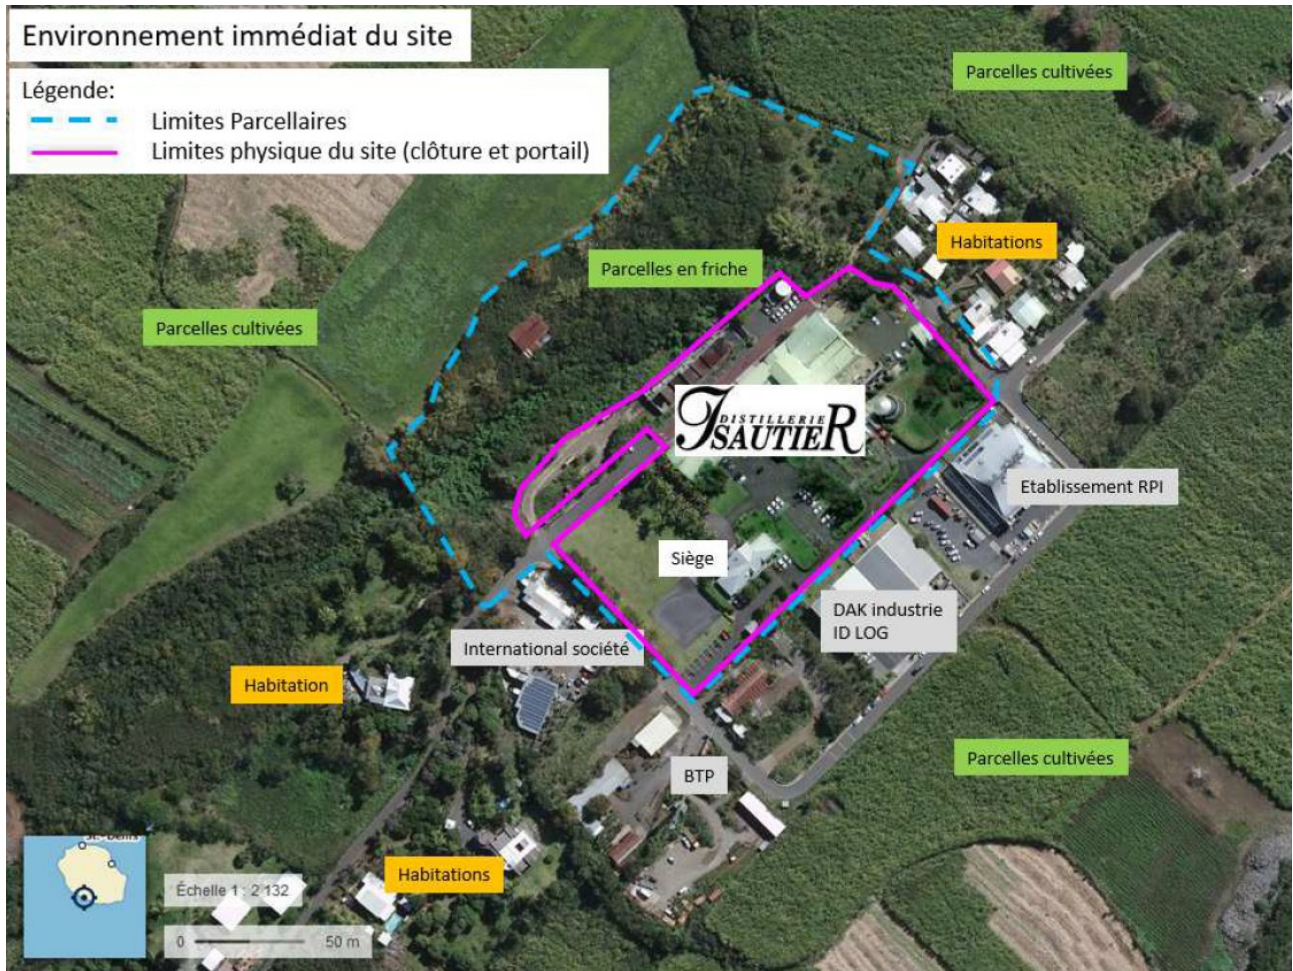 Environnement immédiat du site
Légende:
Limites Parcellaires
Limites physique du site (clôture et portail)
Parcelles cultivées
Habitations
Parcelles en friche
Parcelles cultivées
DISTILLERIE
ISAUTIER
Etablissement RPI
Siège
DAK industrie
ID LOG
International société
Habitation
Parcelles cultivées
BTP
Habitations
Échelle 1 : 2 132
0 50 m